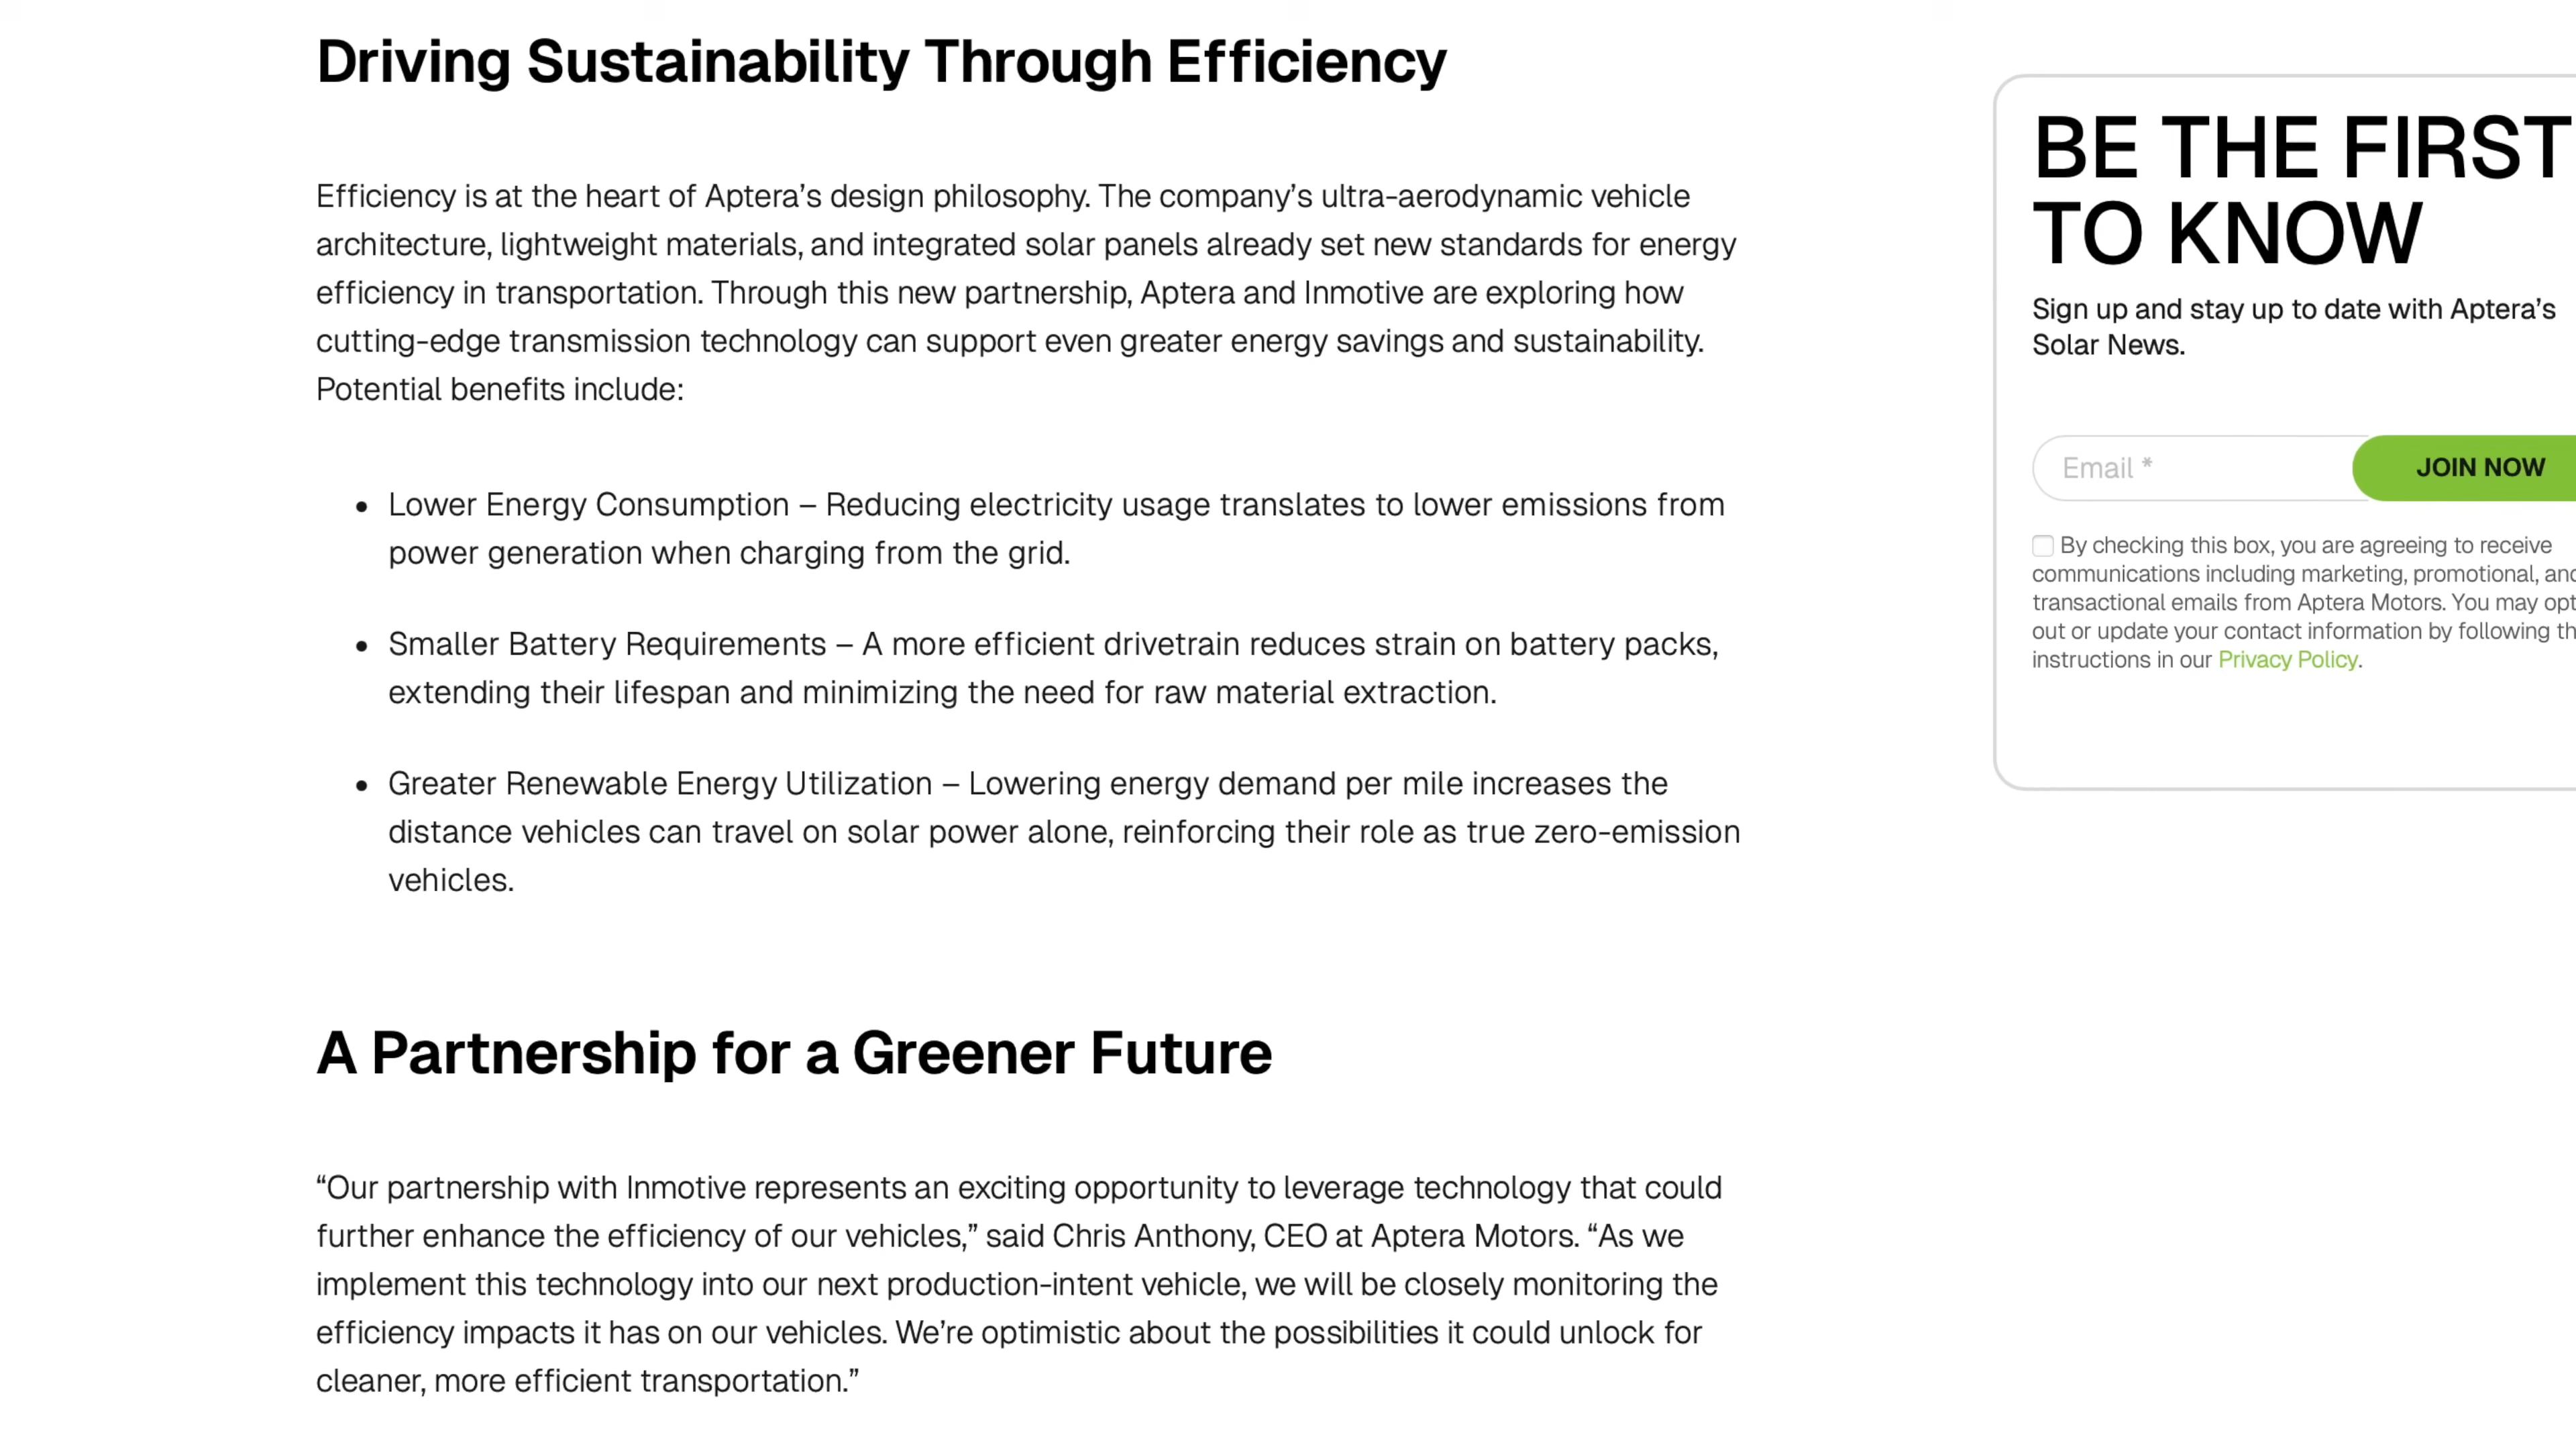 Driving Sustainability Through Efficiency
Efficiency is at the heart of Aptera’s design philosophy. The company’s ultra-aerodynamic vehicle
architecture, lightweight materials, and integrated solar panels already set new standards for energy
efficiency in transportation. Through this new partnership, Aptera and Inmotive are exploring how
cutting-edge transmission technology can support even greater energy savings and sustainability.
Potential benefits include:
• Lower Energy Consumption – Reducing electricity usage translates to lower emissions from
power generation when charging from the grid.
• Smaller Battery Requirements – A more efficient drivetrain reduces strain on battery packs,
extending their lifespan and minimizing the need for raw material extraction.
• Greater Renewable Energy Utilization – Lowering energy demand per mile increases the
distance vehicles can travel on solar power alone, reinforcing their role as true zero-emission
vehicles.
A Partnership for a Greener Future
“Our partnership with Inmotive represents an exciting opportunity to leverage technology that could
further enhance the efficiency of our vehicles,” said Chris Anthony, CEO at Aptera Motors. “As we
implement this technology into our next production-intent vehicle, we will be closely monitoring the
efficiency impacts it has on our vehicles. We’re optimistic about the possibilities it could unlock for
cleaner, more efficient transportation.”
BE THE FIRST
TO KNOW
Sign up and stay up to date with Aptera’s
Solar News.
Email *
JOIN NOW
By checking this box, you are agreeing to receive
communications including marketing, promotional, and
transactional emails from Aptera Motors. You may opt
out or update your contact information by following th
instructions in our Privacy Policy.